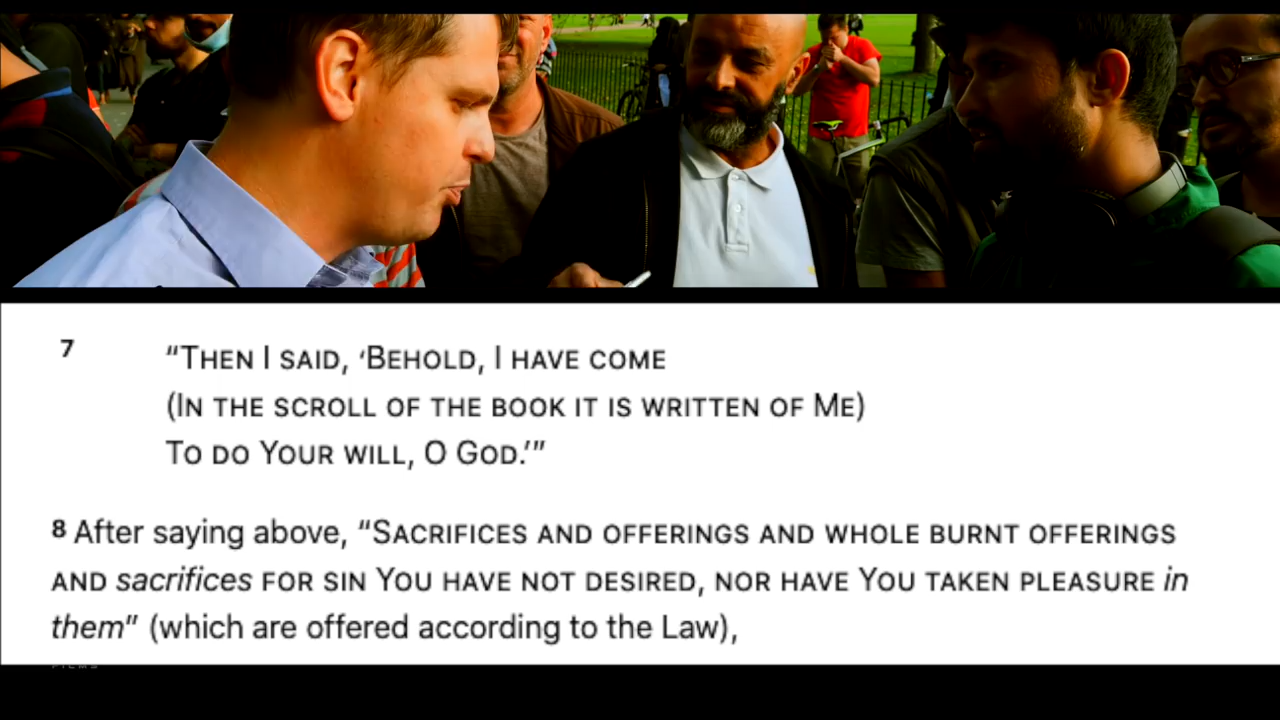 7 “Then I said, ‘Behold, I have come
(In the scroll of the book it is written of Me)
To do Your will, O God.’”
8 After saying above, “Sacrifices and offerings and whole burnt offerings
and sacrifices for sin You have not desired, nor have You taken pleasure in
them” (which are offered according to the Law),